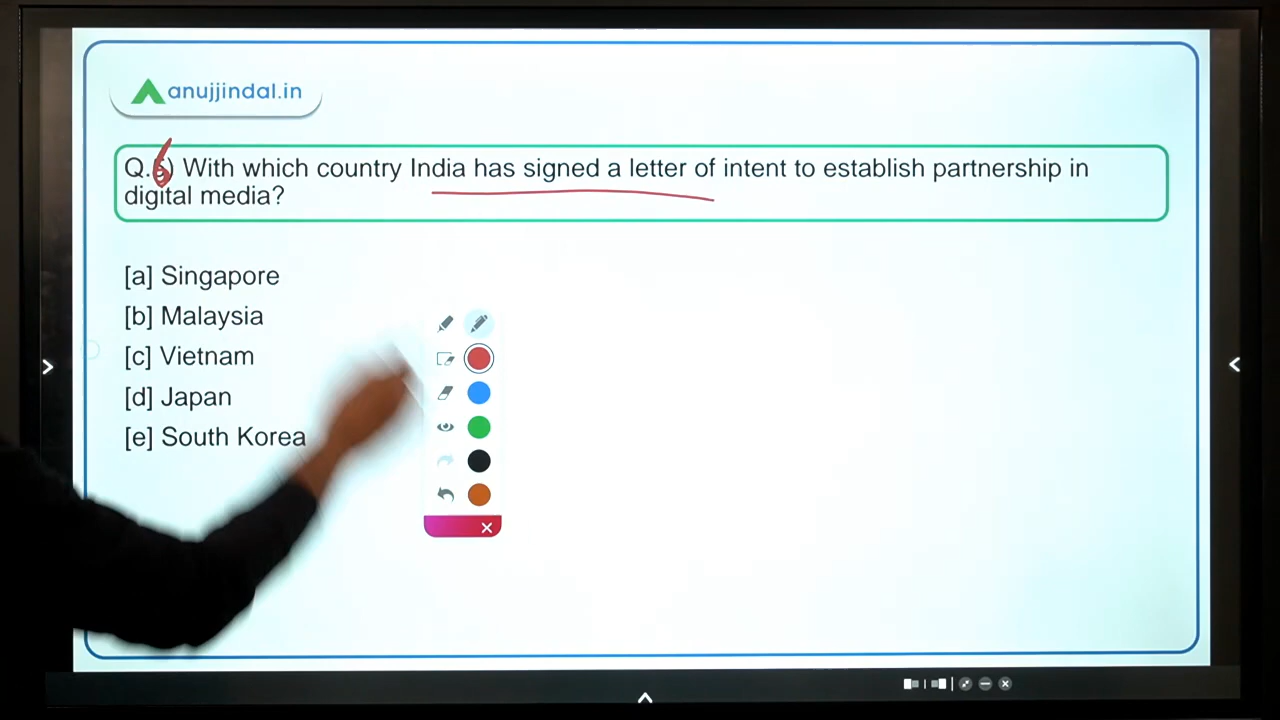 anujjindal.in
Q.6) With which country India has signed a letter of intent to establish partnership in
digital media?
[a] Singapore
[b] Malaysia
[c] Vietnam
[d] Japan
[e] South Korea